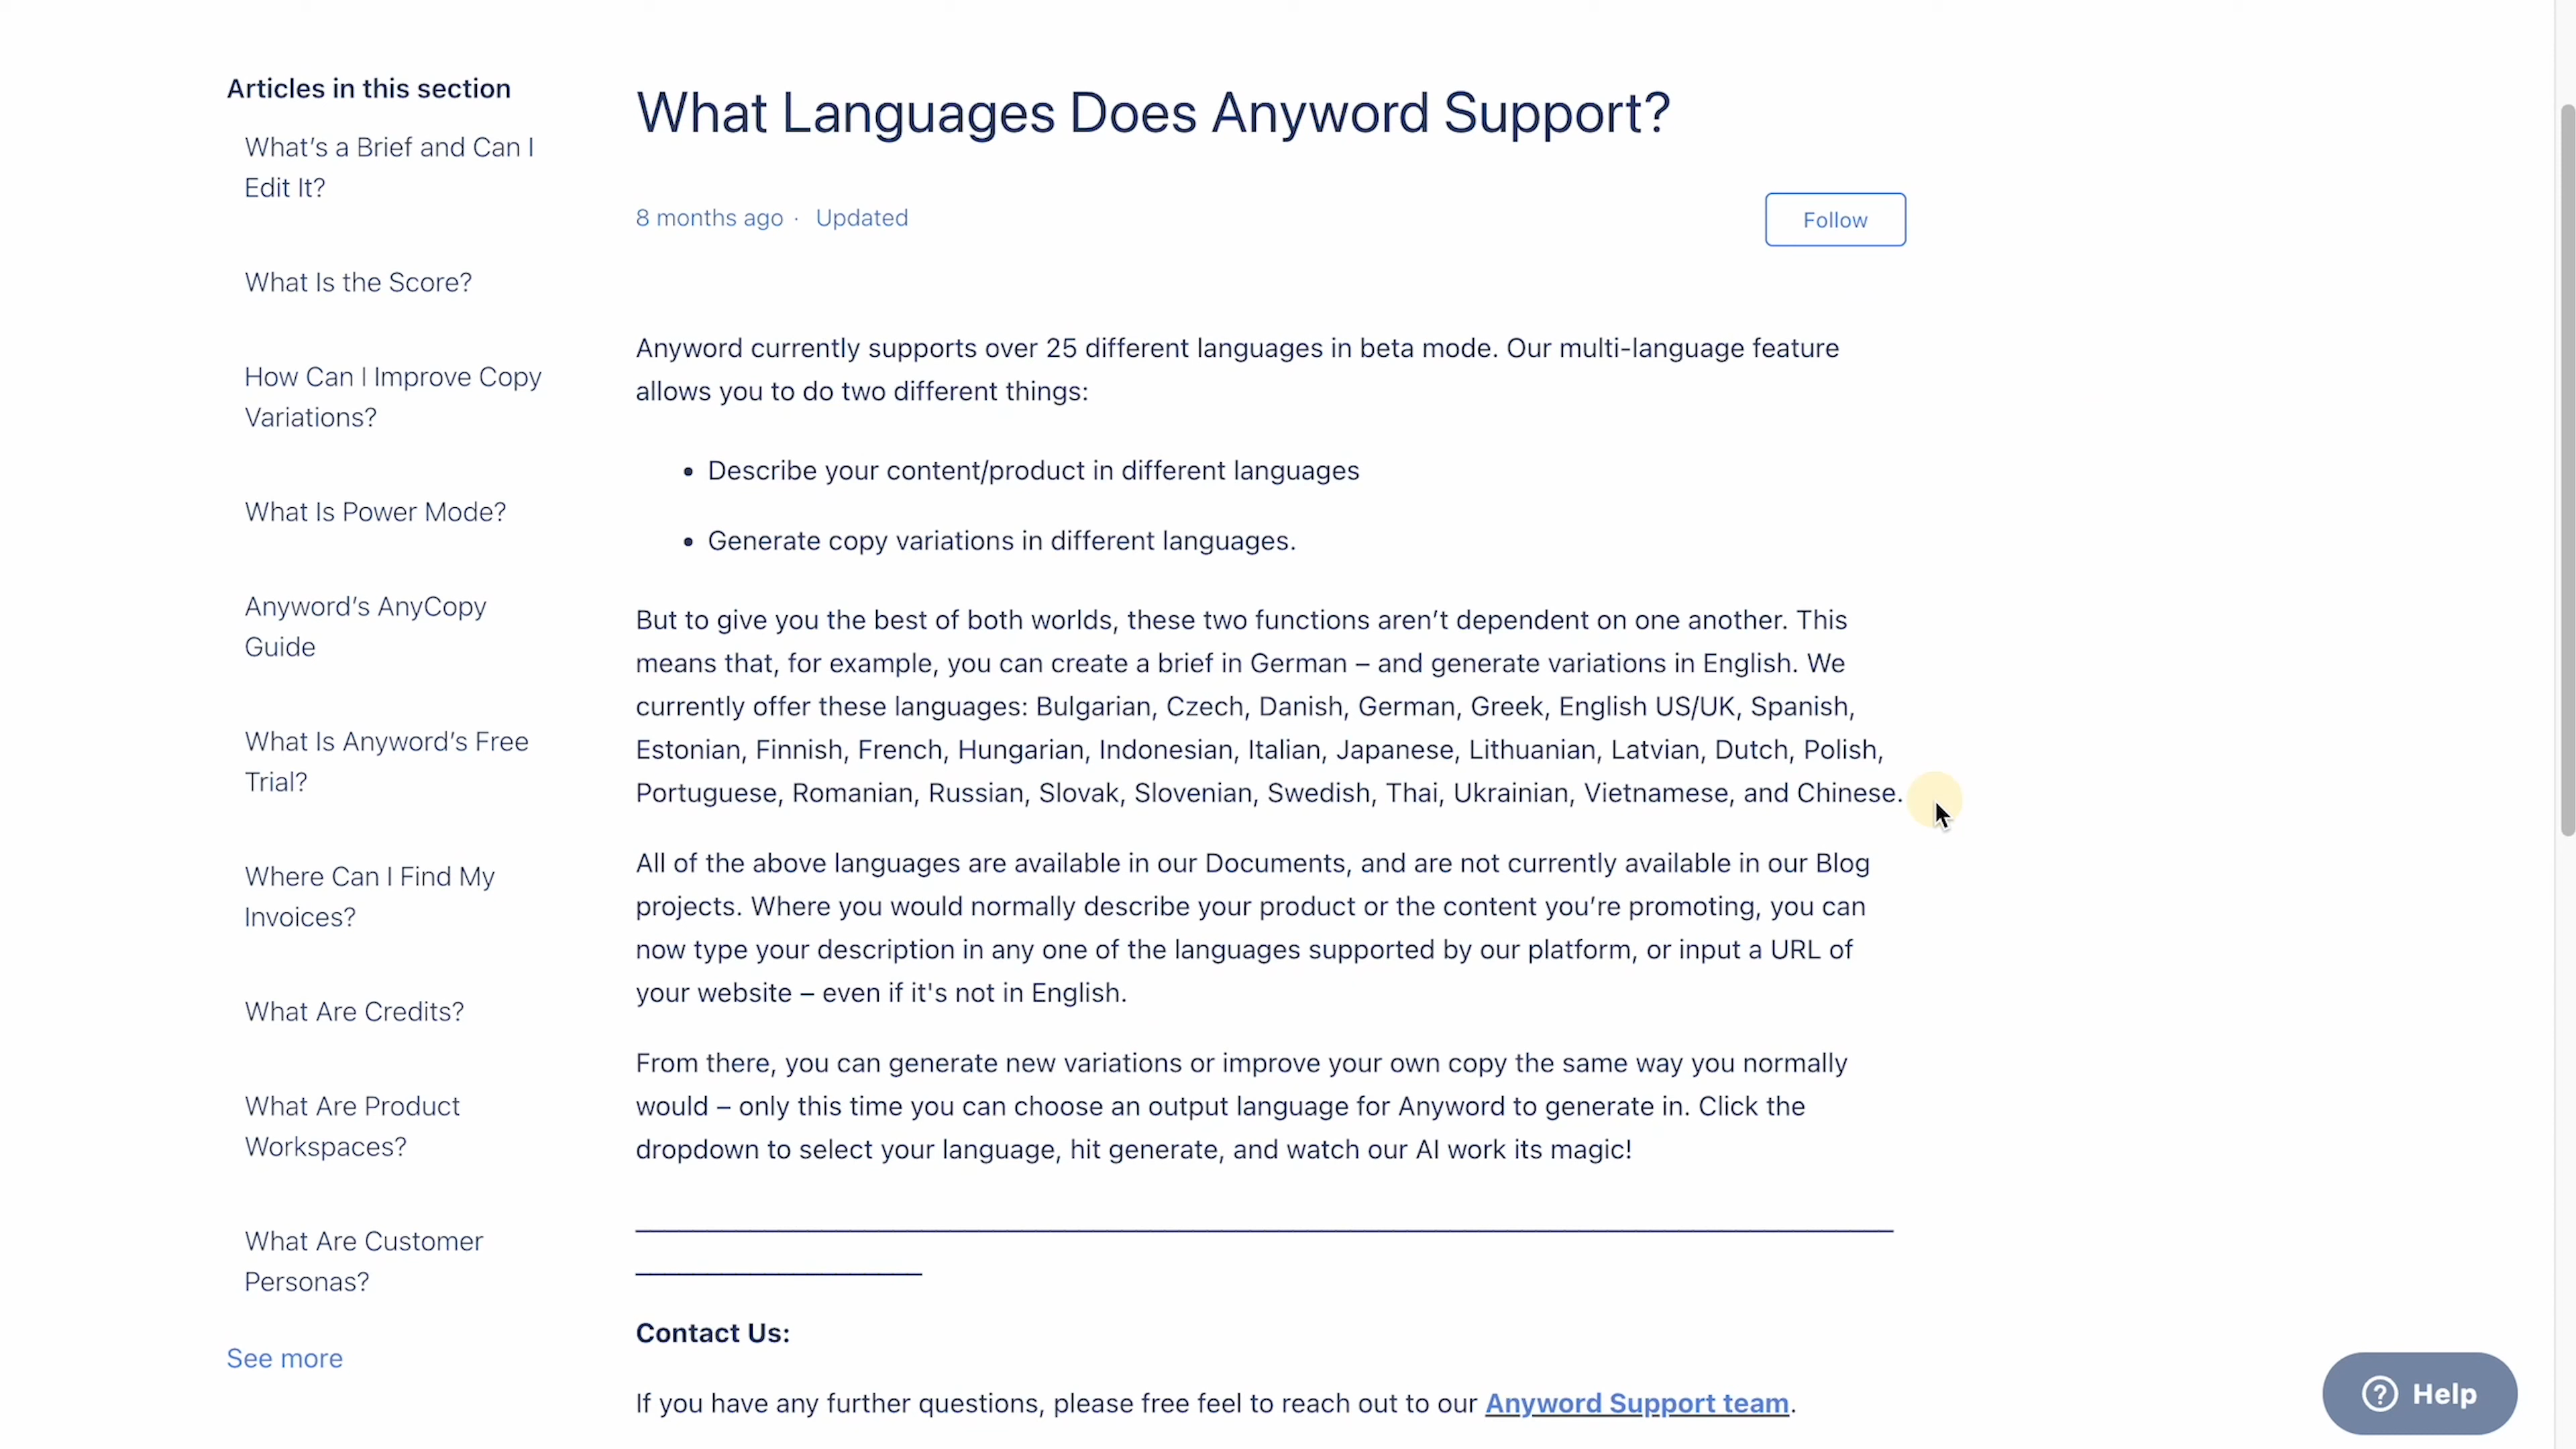 Articles in this section
What's a Brief and Can I
Edit It?
What Is the Score?
How Can I Improve Copy
Variations?
What Is Power Mode?
Anyword's AnyCopy
Guide
What Is Anyword's Free
Trial?
Where Can I Find My
Invoices?
What Are Credits?
What Are Product
Workspaces?
What Are Customer
Personas?
See more
What Languages Does Anyword Support?
8 months ago · Updated
Follow
Anyword currently supports over 25 different languages in beta mode. Our multi-language feature
allows you to do two different things:
• Describe your content/product in different languages
• Generate copy variations in different languages.
But to give you the best of both worlds, these two functions aren't dependent on one another. This
means that, for example, you can create a brief in German – and generate variations in English. We
currently offer these languages: Bulgarian, Czech, Danish, German, Greek, English US/UK, Spanish,
Estonian, Finnish, French, Hungarian, Indonesian, Italian, Japanese, Lithuanian, Latvian, Dutch, Polish,
Portuguese, Romanian, Russian, Slovak, Slovenian, Swedish, Thai, Ukrainian, Vietnamese, and Chinese.
All of the above languages are available in our Documents, and are not currently available in our Blog
projects. Where you would normally describe your product or the content you're promoting, you can
now type your description in any one of the languages supported by our platform, or input a URL of
your website – even if it's not in English.
From there, you can generate new variations or improve your own copy the same way you normally
would – only this time you can choose an output language for Anyword to generate in. Click the
dropdown to select your language, hit generate, and watch our AI work its magic!
Contact Us:
If you have any further questions, please free feel to reach out to our Anyword Support team.
Help